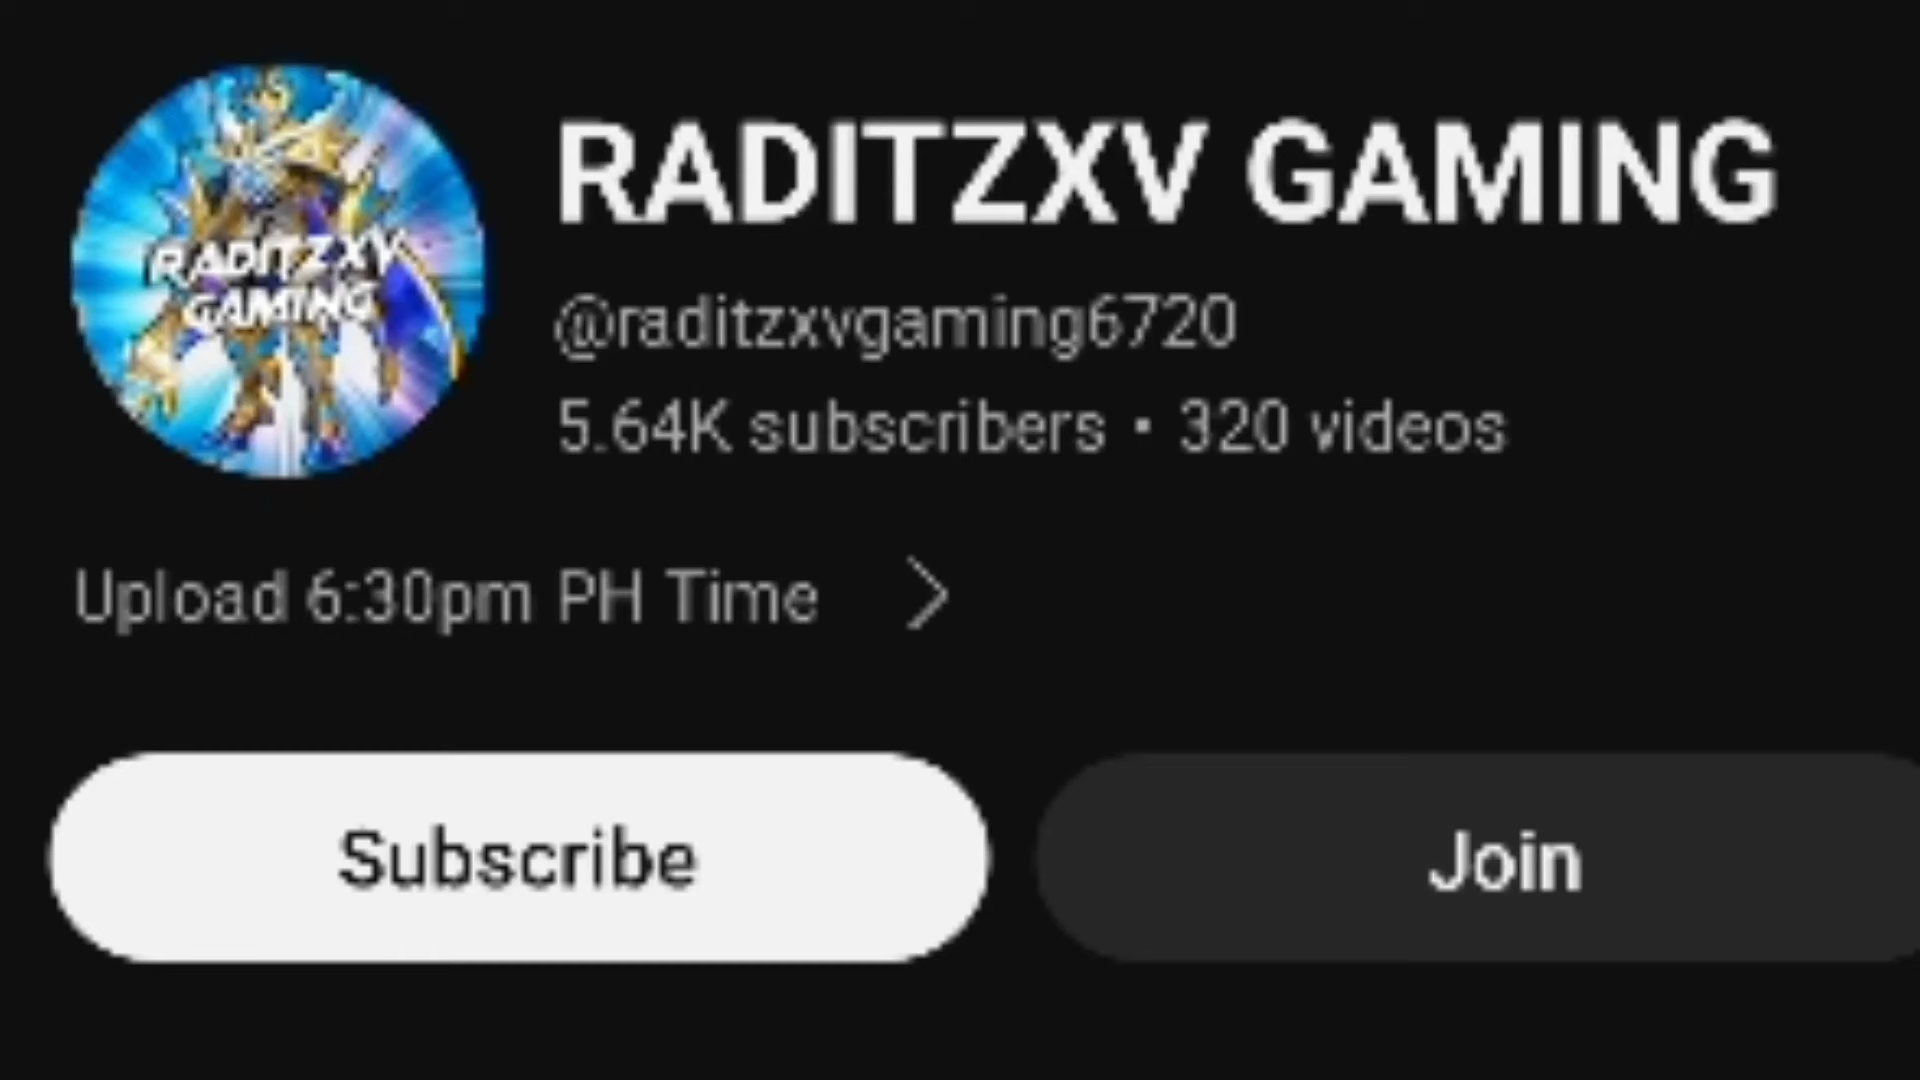 RADITZXV GAMING
RADITZXV
GAMING
@raditzxvgaming6720
5.64K subscribers • 320 videos
Upload 6:30pm PH Time
Subscribe
Join